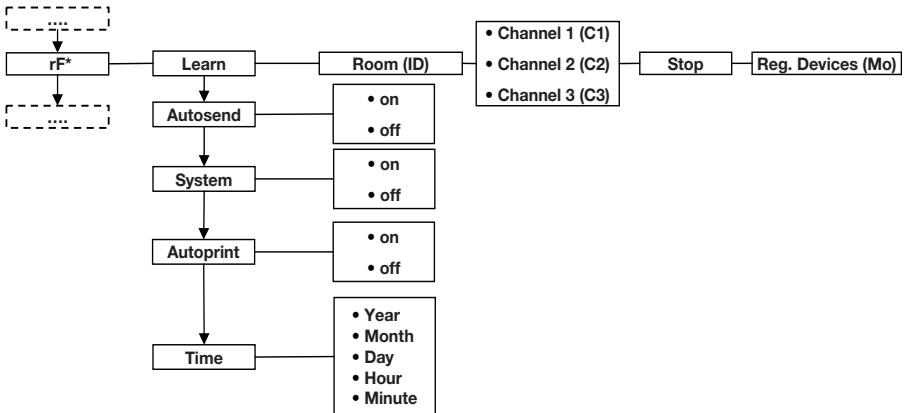 ....
rF*
....
Learn
Room (ID)
• Channel 1 (C1)
• Channel 2 (C2)
• Channel 3 (C3)
Stop
Reg. Devices (Mo)
Autosend
• on
• off
System
• on
• off
Autoprint
• on
• off
Time
• Year
• Month
• Day
• Hour
• Minute